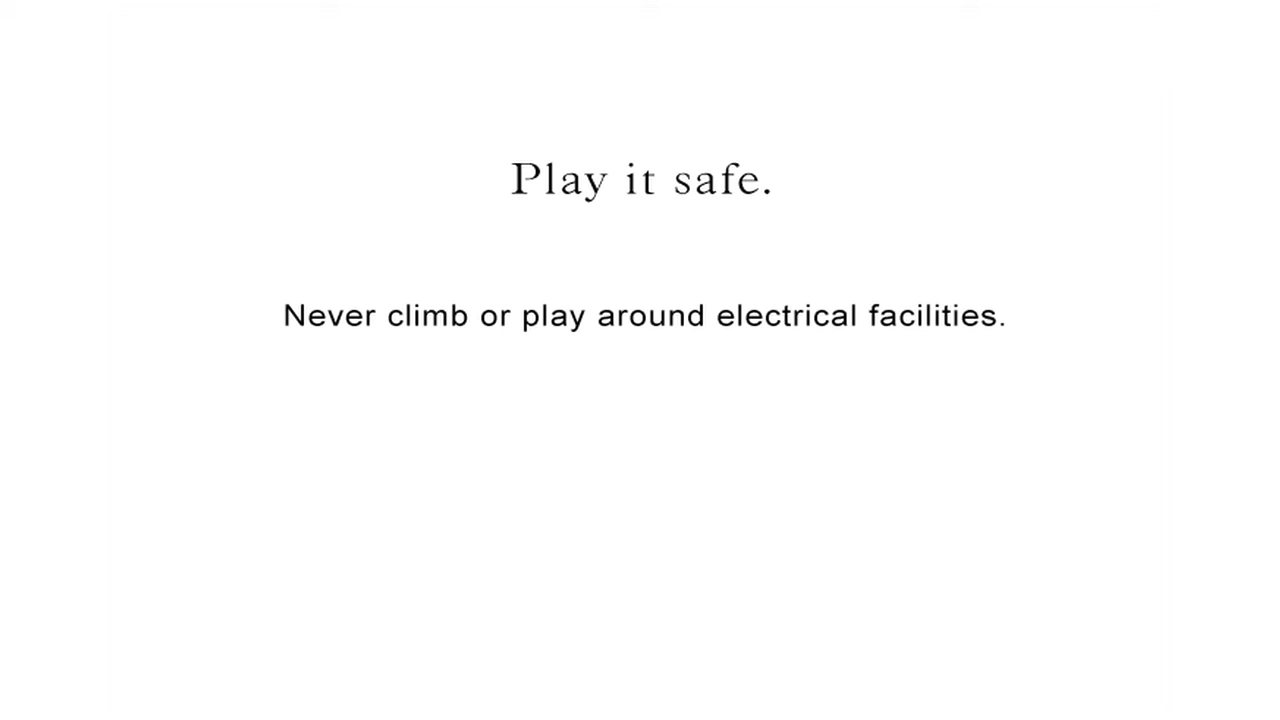 Play it safe.
Never climb or play around electrical facilities.